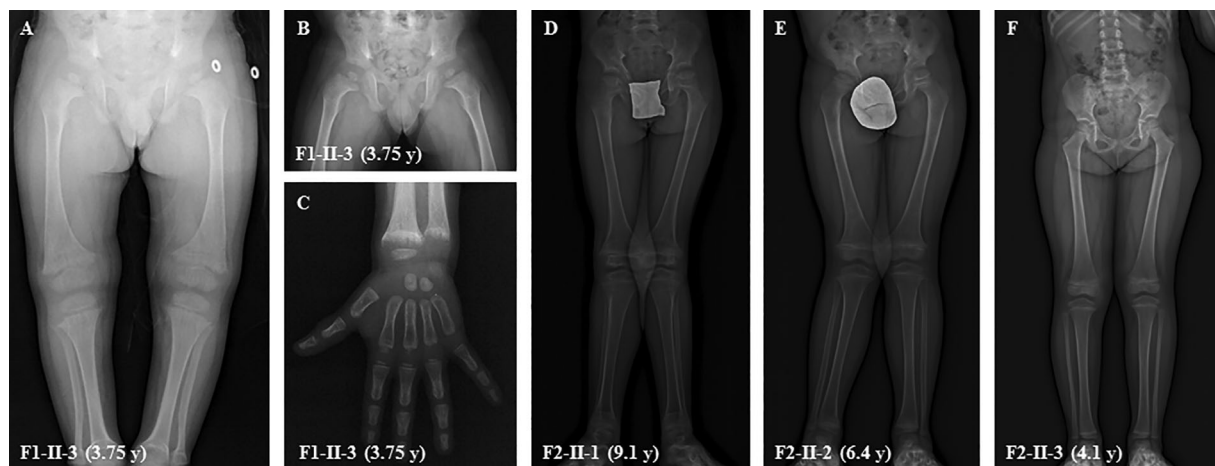 A
F1-II-3 (3.75 y)
B
F1-II-3 (3.75 y)
C
F1-II-3 (3.75 y)
D
F2-II-1 (9.1 y)
E
F2-II-2 (6.4 y)
F
F2-II-3 (4.1 y)